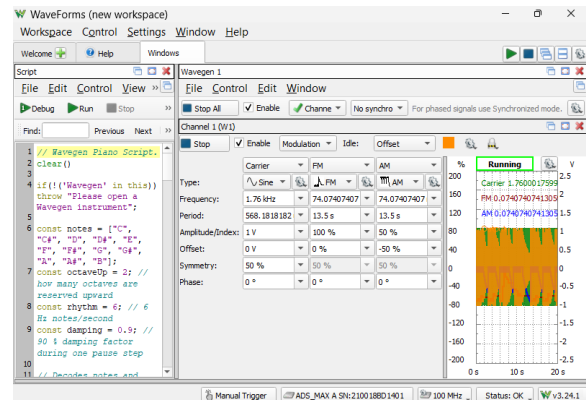 WaveForms (new workspace)
Workspace Control Settings Window Help
Welcome Help Windows
Script
File Edit Control View »
Debug Run Stop »
Find: Previous Next »
1 // Wavegen Piano Script.
2 clear()
3
4 if(!('Wavegen' in this))
throw "Please open a
Wavegen instrument";
5
6 const notes = ["C",
"C#", "D", "D#", "E",
"F", "F#", "G", "G#",
"A", "A#", "B"];
7 const octaveUp = 2; //
how many octaves are
reserved upward
8 const rhythm = 6; // 6
Hz notes/second
9 const damping = 0.9; //
90 % damping factor
during one pause step
10
11 // Decodes notes and
Wavegen 1
File Control Edit Window
Stop All Enable Channe No synchro For phased signals use Synchronized mode.
Channel 1 (W1)
Stop Enable Modulation Idle: Offset
Carrier FM AM
Type: Sine FM AM
Frequency: 1.76 kHz 74.07407407 74.07407407
Period: 568.1818182 13.5 s 13.5 s
Amplitude/Index: 1 V 100 % 50 %
Offset: 0 V 0 % -50 %
Symmetry: 50 % 50 % 50 %
Phase: 0 ° 0 ° 0 °
% Running V
Carrier 1.7600017599
FM 0.0740740741305
AM 0.0740740741305
200
160
120
80
40
0
-40
-80
-120
-160
-200
2.5
2
1.5
1
0.5
0
-0.5
-1
-1.5
-2
-2.5
0 s 10 s 20 s
Manual Trigger ADS_MAX A SN:210018BD1401 100 MHz Status: OK v3.24.1